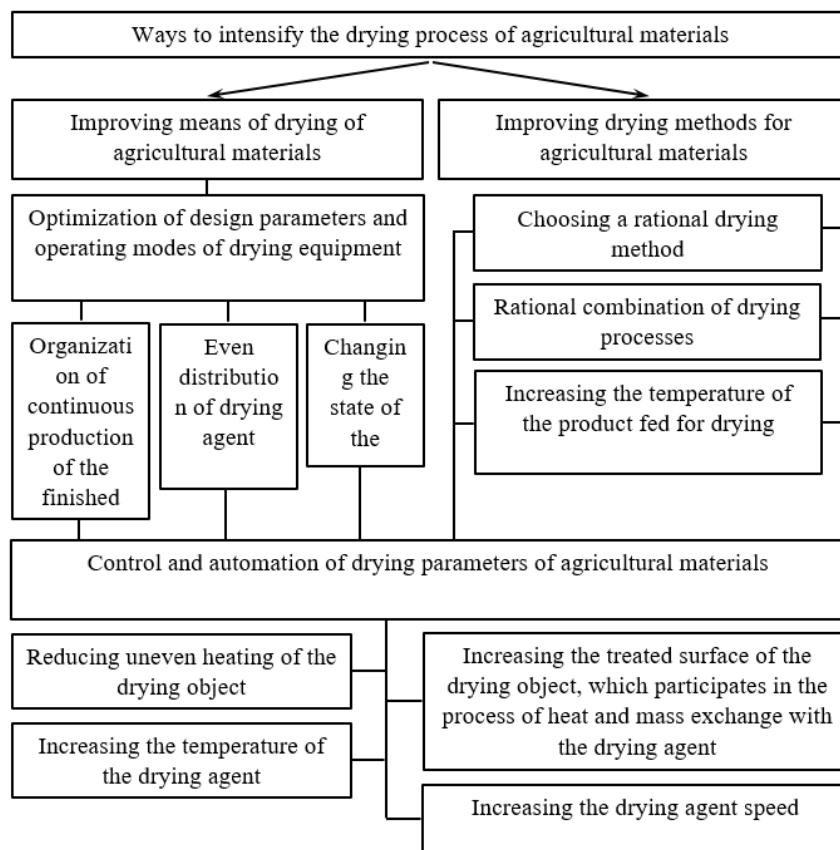 Ways to intensify the drying process of agricultural materials
Improving means of drying of
agricultural materials
Improving drying methods for
agricultural materials
Optimization of design parameters and
operating modes of drying equipment
Choosing a rational drying
method
Rational combination of drying
processes
Increasing the temperature of
the product fed for drying
Organizati
on of
continuous
production
of the
finished
Even
distributio
n of drying
agent
Changin
g the
state of
the
Control and automation of drying parameters of agricultural materials
Reducing uneven heating of the
drying object
Increasing the temperature of
the drying agent
Increasing the treated surface of the
drying object, which participates in the
process of heat and mass exchange with
the drying agent
Increasing the drying agent speed